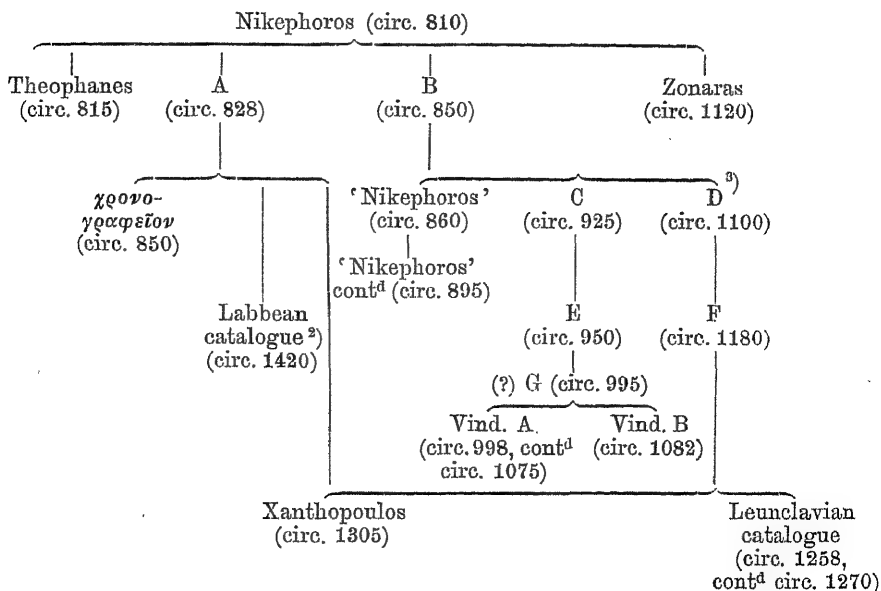 Nikephoros (circ. 810)
Theophanes A B Zonaras
(circ. 815) (circ. 828) (circ. 850) (circ. 1120)
χρονο- 'Nikephoros' C D ³)
γραφεῖον (circ. 860) (circ. 925) (circ. 1100)
(circ. 850)
'Nikephoros'
contᵈ (circ. 895)
Labbean E F
catalogue ²) (circ. 950) (circ. 1180)
(circ. 1420)
(?) G (circ. 995)
Vind. A. Vind. B
(circ. 998, contᵈ (circ. 1082)
circ. 1075)
Xanthopoulos Leunclavian
(circ. 1305) catalogue
(circ. 1258,
contᵈ circ. 1270)